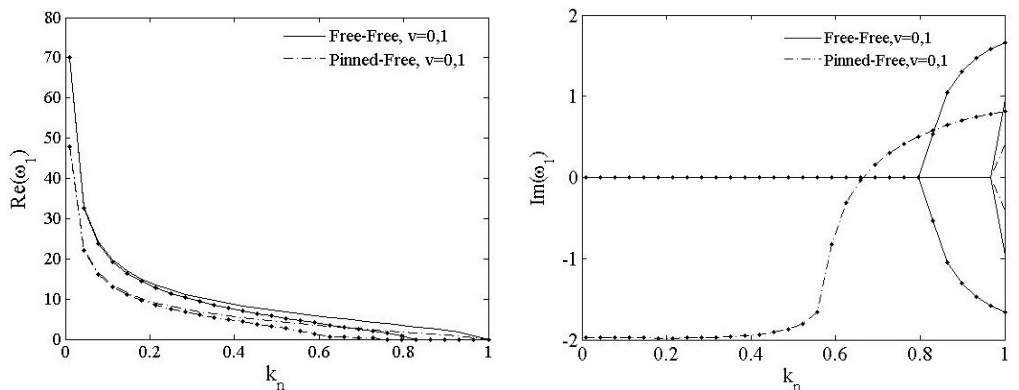 80
70
60
50
40
30
20
10
0
Re(ω1)
Free-Free, v=0,1
Pinned-Free, v=0,1
0 0.2 0.4 0.6 0.8 1
kn
2
1
0
-1
-2
Im(ω1)
Free-Free,v=0,1
Pinned-Free,v=0,1
0 0.2 0.4 0.6 0.8 1
kn